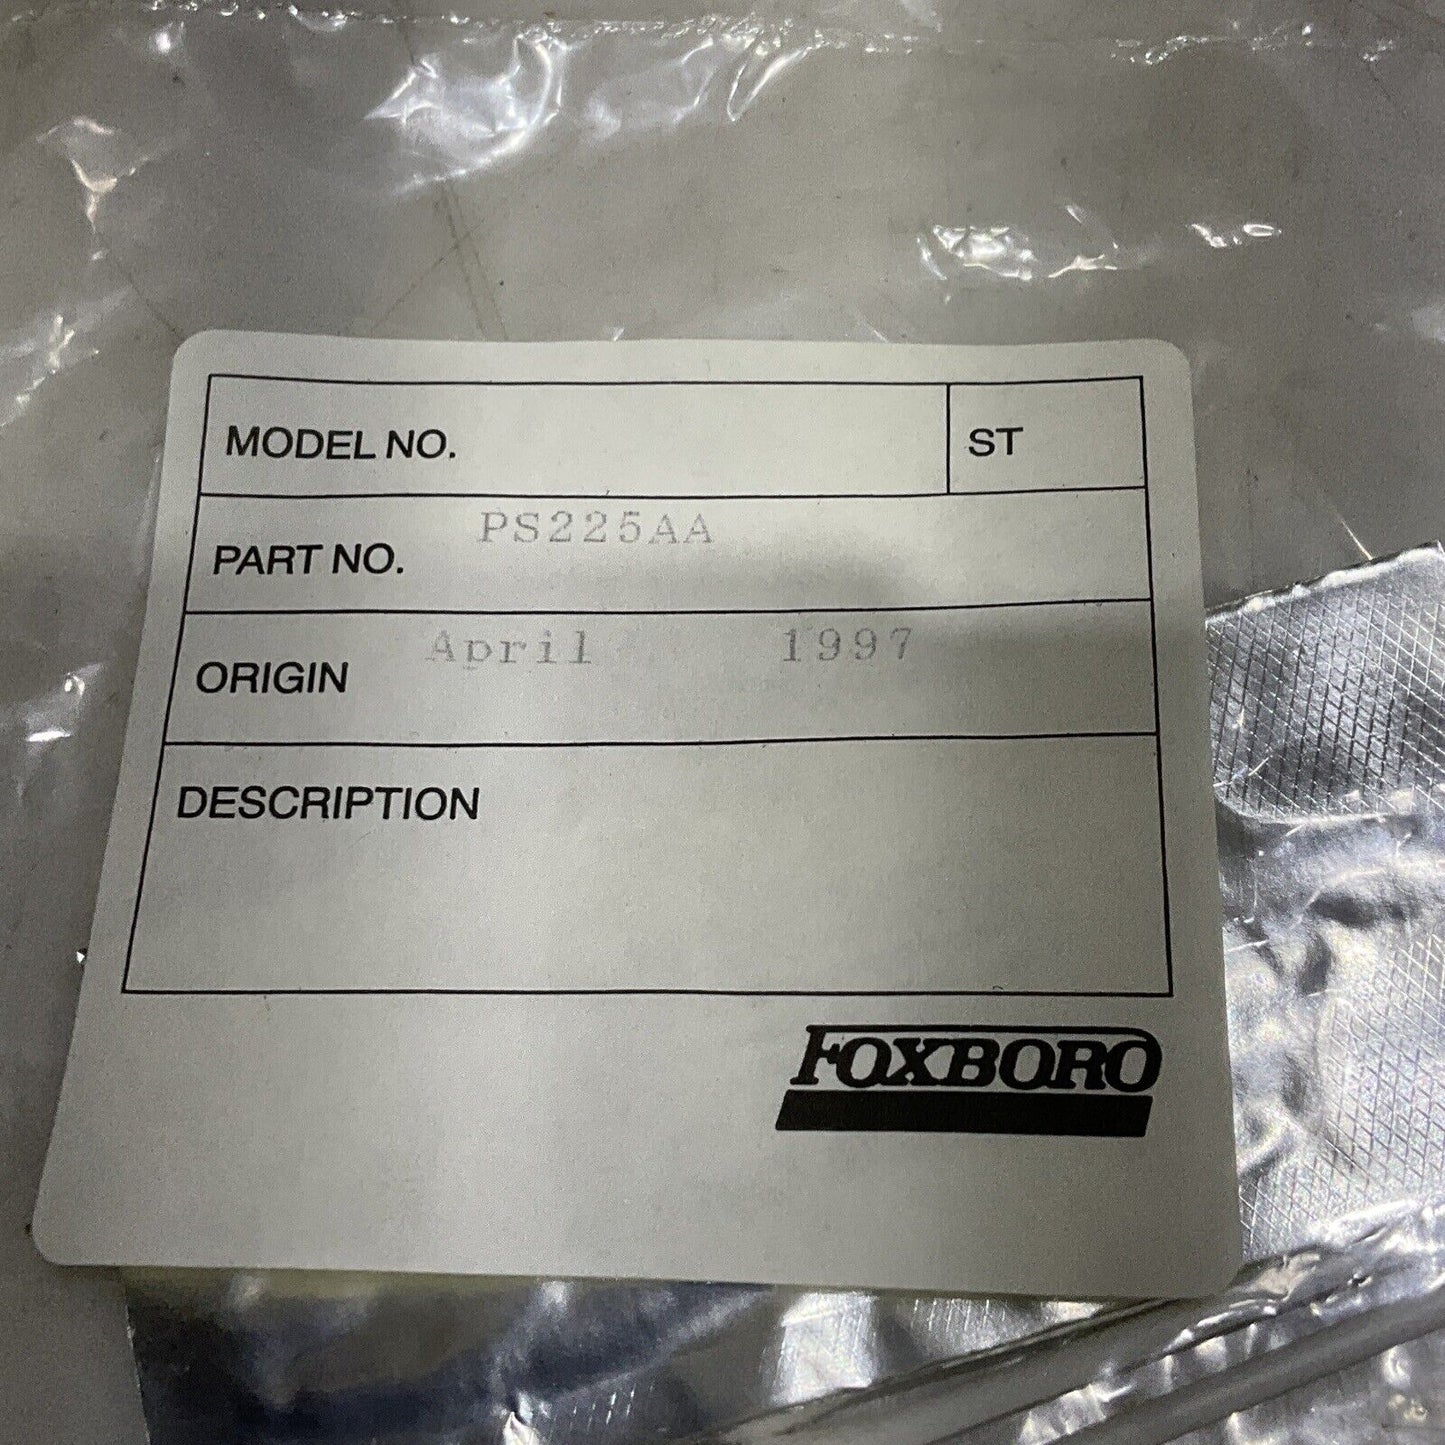 MODEL NO. ST
PS225AA
PART NO.
April 1997
ORIGIN
DESCRIPTION
FOXBORO